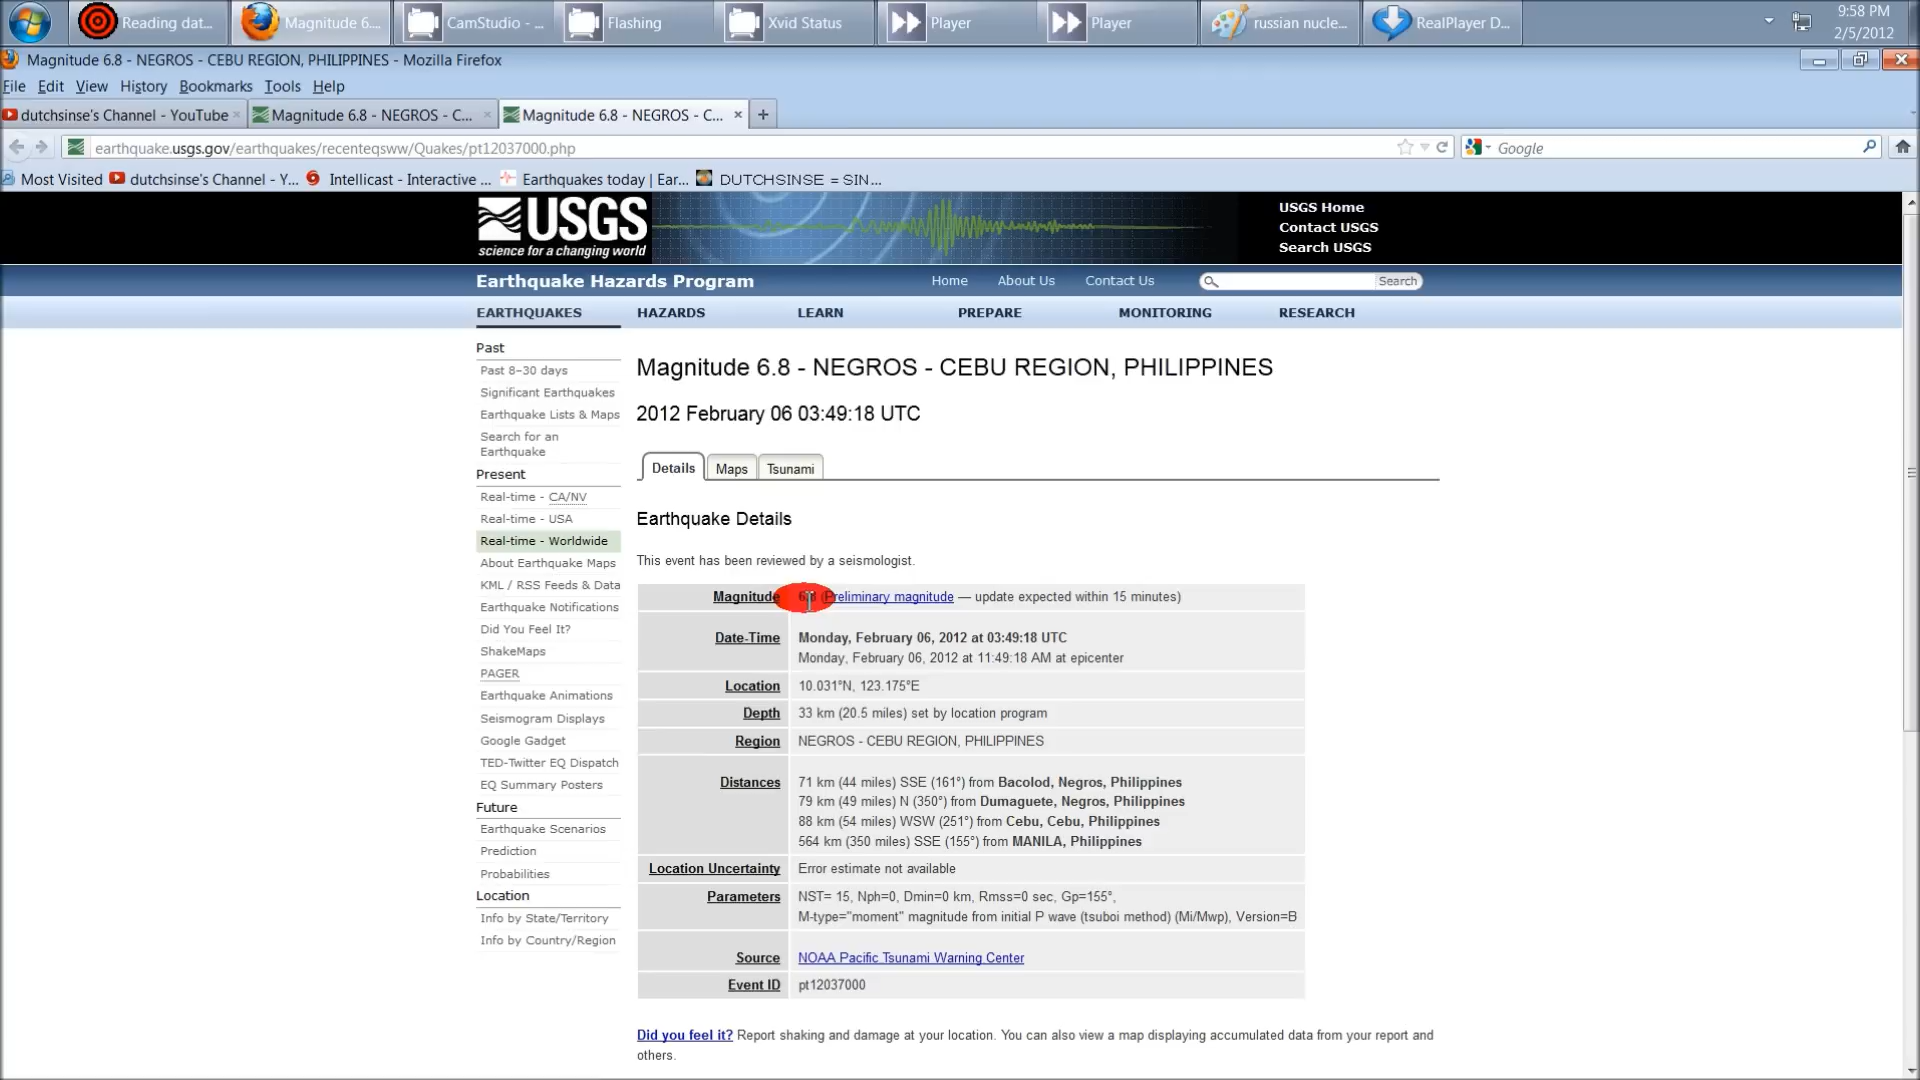 Reading dat...
Magnitude 6....
CamStudio - ...
Flashing
Xvid Status
Player
Player
russian nucle...
RealPlayer D...
9:58 PM
2/5/2012
Magnitude 6.8 - NEGROS - CEBU REGION, PHILIPPINES - Mozilla Firefox
File Edit View History Bookmarks Tools Help
dutchsinse's Channel - YouTube
Magnitude 6.8 - NEGROS - C...
Magnitude 6.8 - NEGROS - C...
earthquake.usgs.gov/earthquakes/recenteqsww/Quakes/pt12037000.php
Google
Most Visited dutchsinse's Channel - Y... Intellicast - Interactive ... Earthquakes today | Ear... DUTCHSINSE = SIN...
USGS
science for a changing world
USGS Home
Contact USGS
Search USGS
Earthquake Hazards Program
Home About Us Contact Us Search
EARTHQUAKES HAZARDS LEARN PREPARE MONITORING RESEARCH
Past
Past 8–30 days
Significant Earthquakes
Earthquake Lists & Maps
Search for an
Earthquake
Present
Real-time - CA/NV
Real-time - USA
Real-time - Worldwide
About Earthquake Maps
KML / RSS Feeds & Data
Earthquake Notifications
Did You Feel It?
ShakeMaps
PAGER
Earthquake Animations
Seismogram Displays
Google Gadget
TED-Twitter EQ Dispatch
EQ Summary Posters
Future
Earthquake Scenarios
Prediction
Probabilities
Location
Info by State/Territory
Info by Country/Region
Magnitude 6.8 - NEGROS - CEBU REGION, PHILIPPINES
2012 February 06 03:49:18 UTC
Details Maps Tsunami
Earthquake Details
This event has been reviewed by a seismologist.
Magnitude 6.8 (Preliminary magnitude — update expected within 15 minutes)
Date-Time Monday, February 06, 2012 at 03:49:18 UTC
Monday, February 06, 2012 at 11:49:18 AM at epicenter
Location 10.031°N, 123.175°E
Depth 33 km (20.5 miles) set by location program
Region NEGROS - CEBU REGION, PHILIPPINES
Distances 71 km (44 miles) SSE (161°) from Bacolod, Negros, Philippines
79 km (49 miles) N (350°) from Dumaguete, Negros, Philippines
88 km (54 miles) WSW (251°) from Cebu, Cebu, Philippines
564 km (350 miles) SSE (155°) from MANILA, Philippines
Location Uncertainty Error estimate not available
Parameters NST= 15, Nph=0, Dmin=0 km, Rmss=0 sec, Gp=155°,
M-type="moment" magnitude from initial P wave (tsuboi method) (Mi/Mwp), Version=B
Source NOAA Pacific Tsunami Warning Center
Event ID pt12037000
Did you feel it? Report shaking and damage at your location. You can also view a map displaying accumulated data from your report and
others.